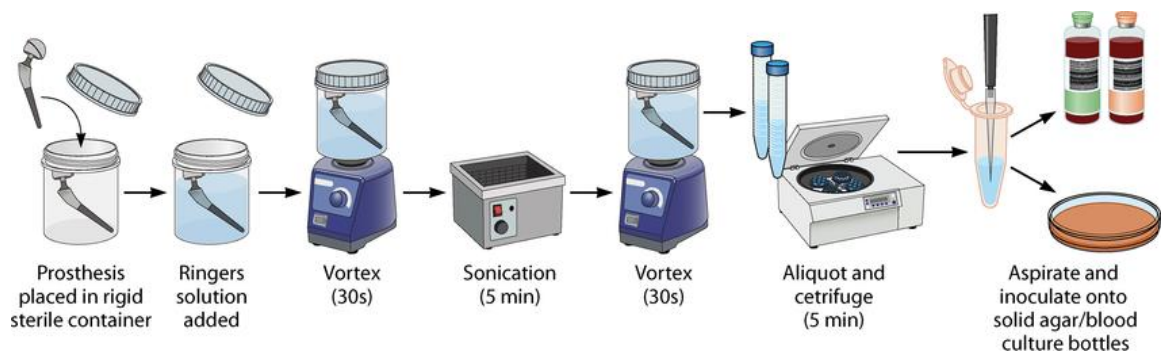 Prosthesis
placed in rigid
sterile container
Ringers
solution
added
Vortex
(30s)
Sonication
(5 min)
Vortex
(30s)
Aliquot and
cetrifuge
(5 min)
Aspirate and
inoculate onto
solid agar/blood
culture bottles